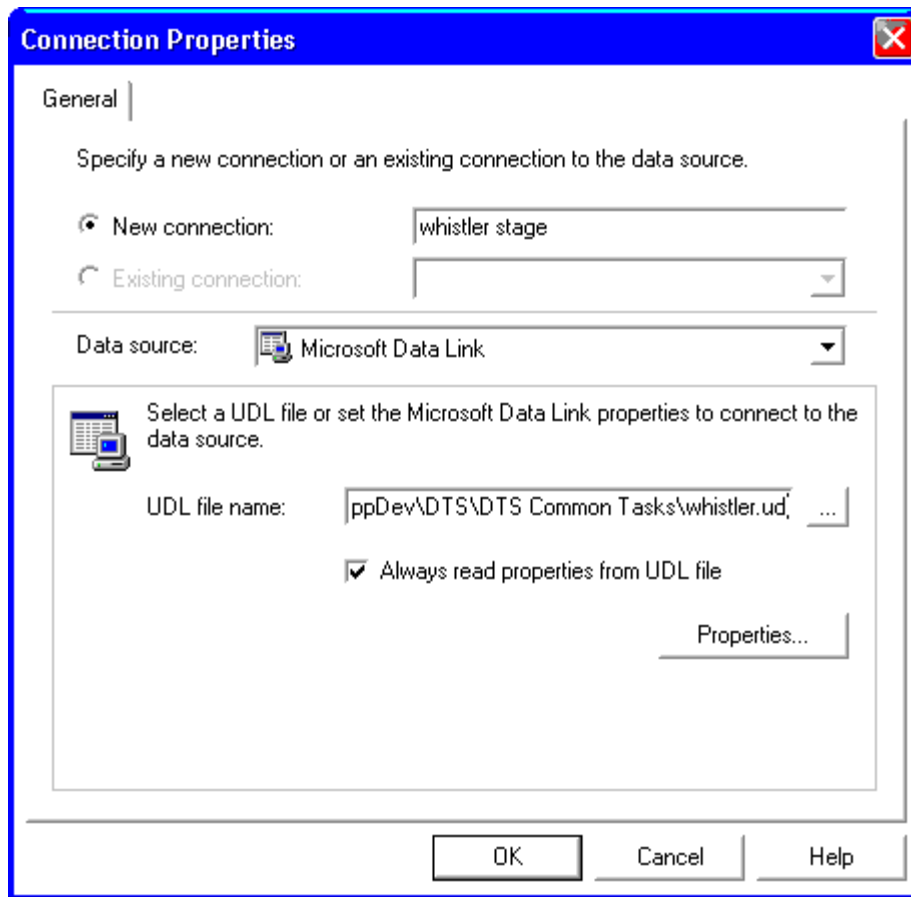 Connection Properties
General
Specify a new connection or an existing connection to the data source.
New connection: whistler stage
Existing connection:
Data source: Microsoft Data Link
Select a UDL file or set the Microsoft Data Link properties to connect to the
data source.
UDL file name: ppDev\DTS\DTS Common Tasks\whistler.ud ...
Always read properties from UDL file
Properties...
OK Cancel Help